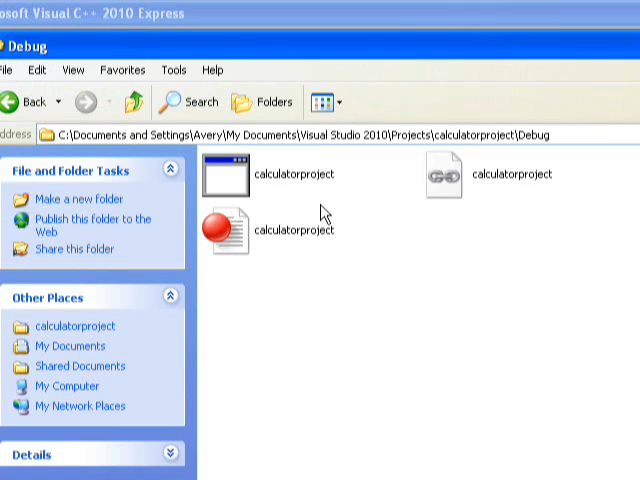 osoft Visual C++ 2010 Express
Debug
File Edit View Favorites Tools Help
Back Search Folders
ddress C:\Documents and Settings\Avery\My Documents\Visual Studio 2010\Projects\calculatorproject\Debug
File and Folder Tasks
Make a new folder
Publish this folder to the
Web
Share this folder
Other Places
calculatorproject
My Documents
Shared Documents
My Computer
My Network Places
Details
calculatorproject
calculatorproject
calculatorproject